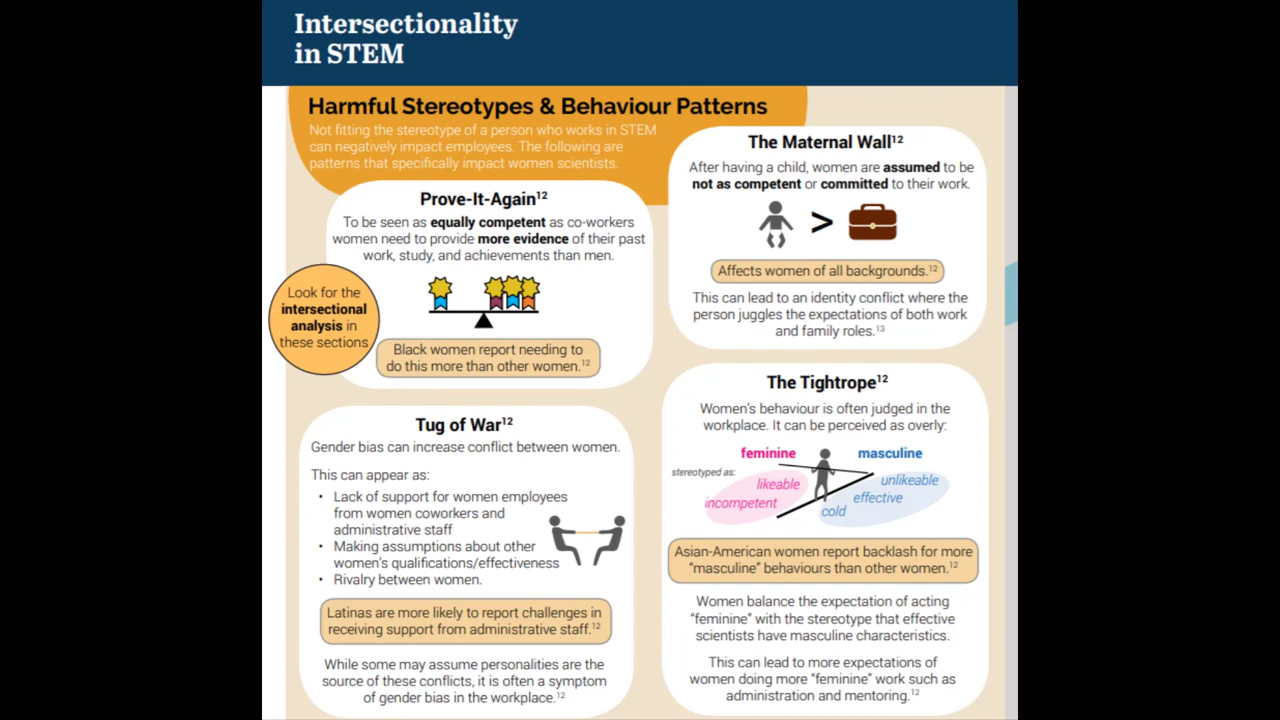 Intersectionality
in STEM
Harmful Stereotypes & Behaviour Patterns
Not fitting the stereotype of a person who works in STEM
can negatively impact employees. The following are
patterns that specifically impact women scientists.
Prove-It-Again12
To be seen as equally competent as co-workers
women need to provide more evidence of their past
work, study, and achievements than men.
Look for the
intersectional
analysis in
these sections
Black women report needing to
do this more than other women.12
The Maternal Wall12
After having a child, women are assumed to be
not as competent or committed to their work.
>
Affects women of all backgrounds.12
This can lead to an identity conflict where the
person juggles the expectations of both work
and family roles.13
Tug of War12
Gender bias can increase conflict between women.
This can appear as:
• Lack of support for women employees
from women coworkers and
administrative staff
• Making assumptions about other
women's qualifications/effectiveness
• Rivalry between women.
Latinas are more likely to report challenges in
receiving support from administrative staff.12
While some may assume personalities are the
source of these conflicts, it is often a symptom
of gender bias in the workplace.12
The Tightrope12
Women's behaviour is often judged in the
workplace. It can be perceived as overly:
feminine masculine
stereotyped as:
likeable
incompetent
unlikeable
effective
cold
Asian-American women report backlash for more
"masculine" behaviours than other women.12
Women balance the expectation of acting
"feminine" with the stereotype that effective
scientists have masculine characteristics.
This can lead to more expectations of
women doing more "feminine" work such as
administration and mentoring.12